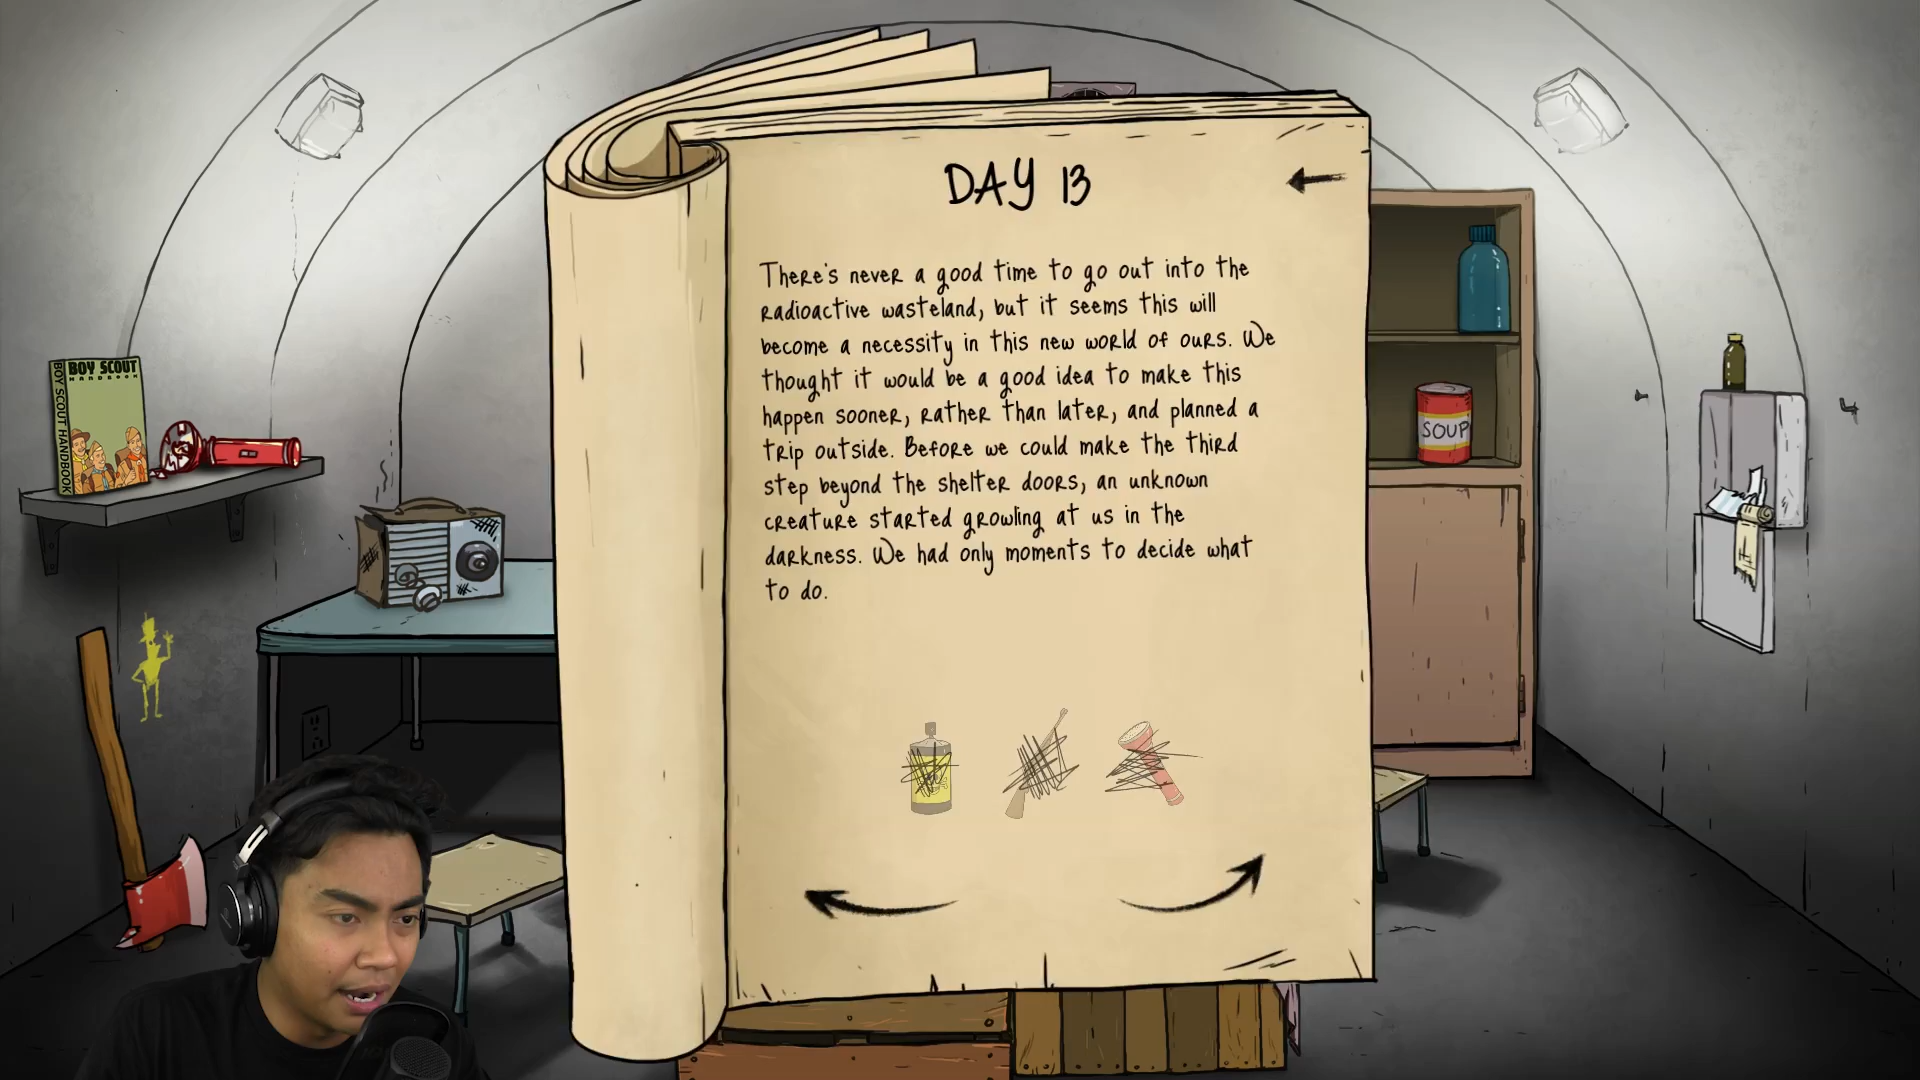 DAY 13
There's never a good time to go out into the
radioactive wasteland, but it seems this will
become a necessity in this new world of ours. We
thought it would be a good idea to make this
happen sooner, rather than later, and planned a
trip outside. Before we could make the third
step beyond the shelter doors, an unknown
creature started growling at us in the
darkness. We had only moments to decide what
to do.
BOY SCOUT
HANDBOOK
BOY SCOUT HANDBOOK
SOUP